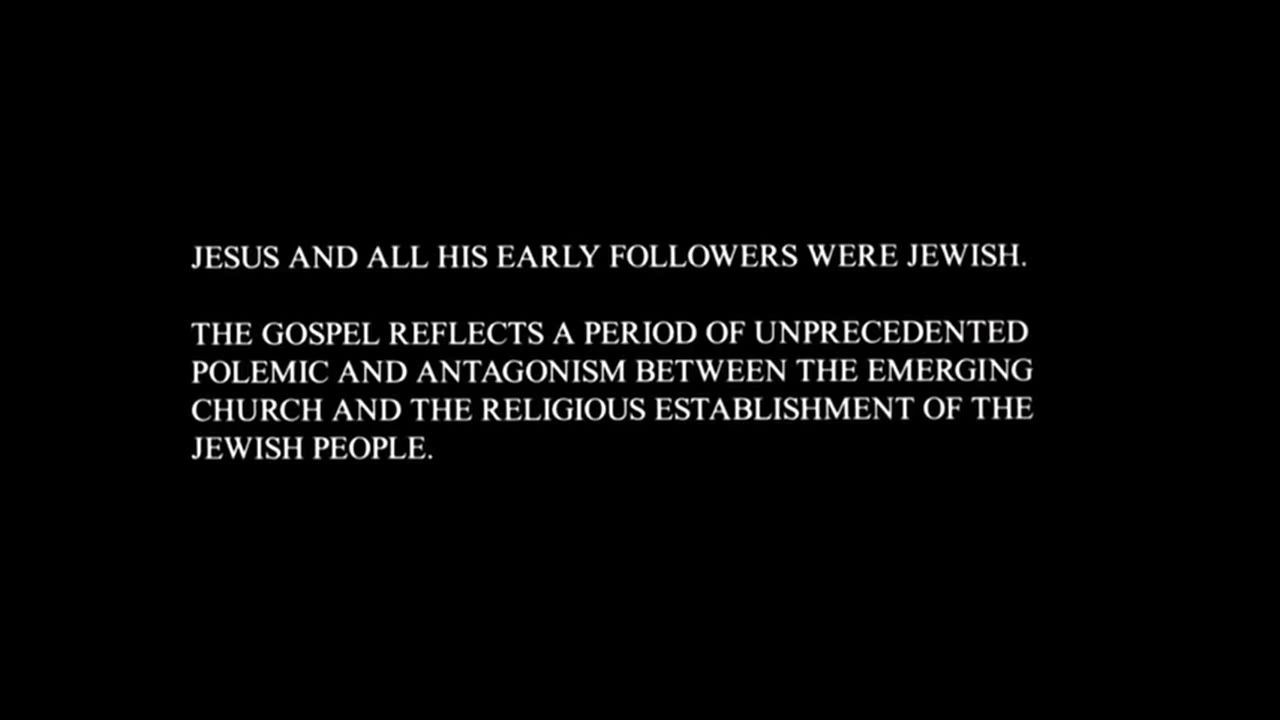 JESUS AND ALL HIS EARLY FOLLOWERS WERE JEWISH.
THE GOSPEL REFLECTS A PERIOD OF UNPRECEDENTED
POLEMIC AND ANTAGONISM BETWEEN THE EMERGING
CHURCH AND THE RELIGIOUS ESTABLISHMENT OF THE
JEWISH PEOPLE.